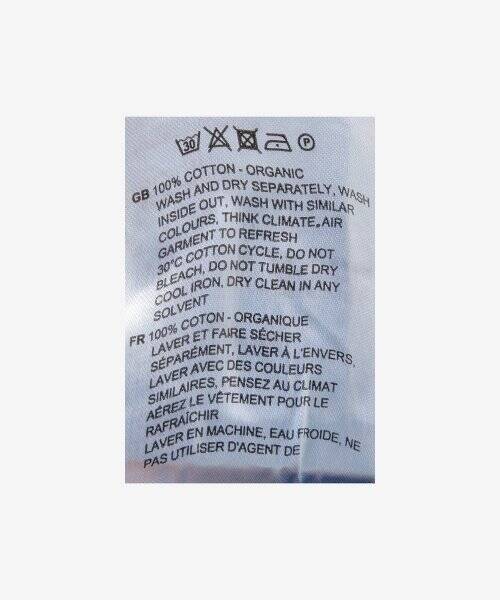 30 P
GB 100% COTTON - ORGANIC
WASH AND DRY SEPARATELY, WASH
INSIDE OUT, WASH WITH SIMILAR
COLOURS, THINK CLIMATE, AIR
GARMENT TO REFRESH
30°C COTTON CYCLE, DO NOT
BLEACH, DO NOT TUMBLE DRY
COOL IRON, DRY CLEAN IN ANY
SOLVENT
FR 100% COTON - ORGANIQUE
LAVER ET FAIRE SÉCHER
SÉPARÉMENT, LAVER À L'ENVERS,
LAVER AVEC DES COULEURS
SIMILAIRES, PENSEZ AU CLIMAT
AÉREZ LE VÊTEMENT POUR LE
RAFRAÎCHIR
LAVER EN MACHINE, EAU FROIDE, NE
PAS UTILISER D'AGENT DE